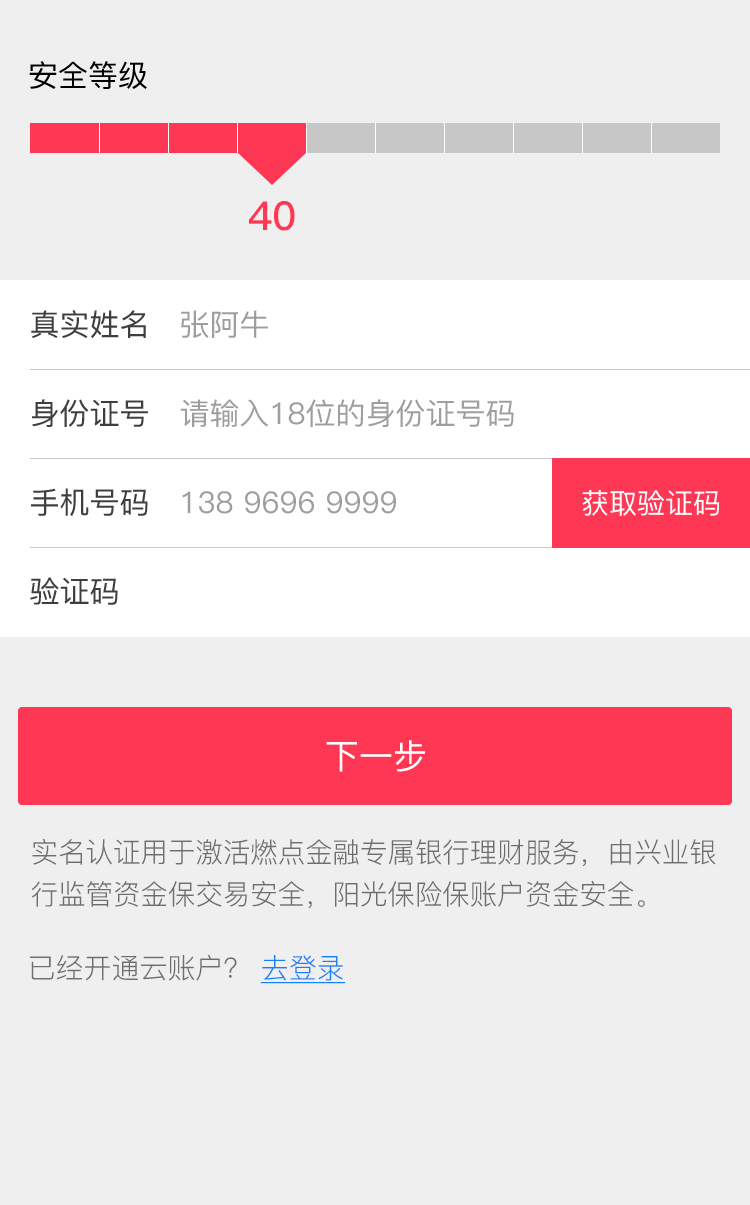 安全等级
40
真实姓名 张阿牛
身份证号 请输入18位的身份证号码
手机号码 138 9696 9999 获取验证码
验证码
下一步
实名认证用于激活燃点金融专属银行理财服务，由兴业银
行监管资金保交易安全，阳光保险保账户资金安全。
已经开通云账户？ 去登录